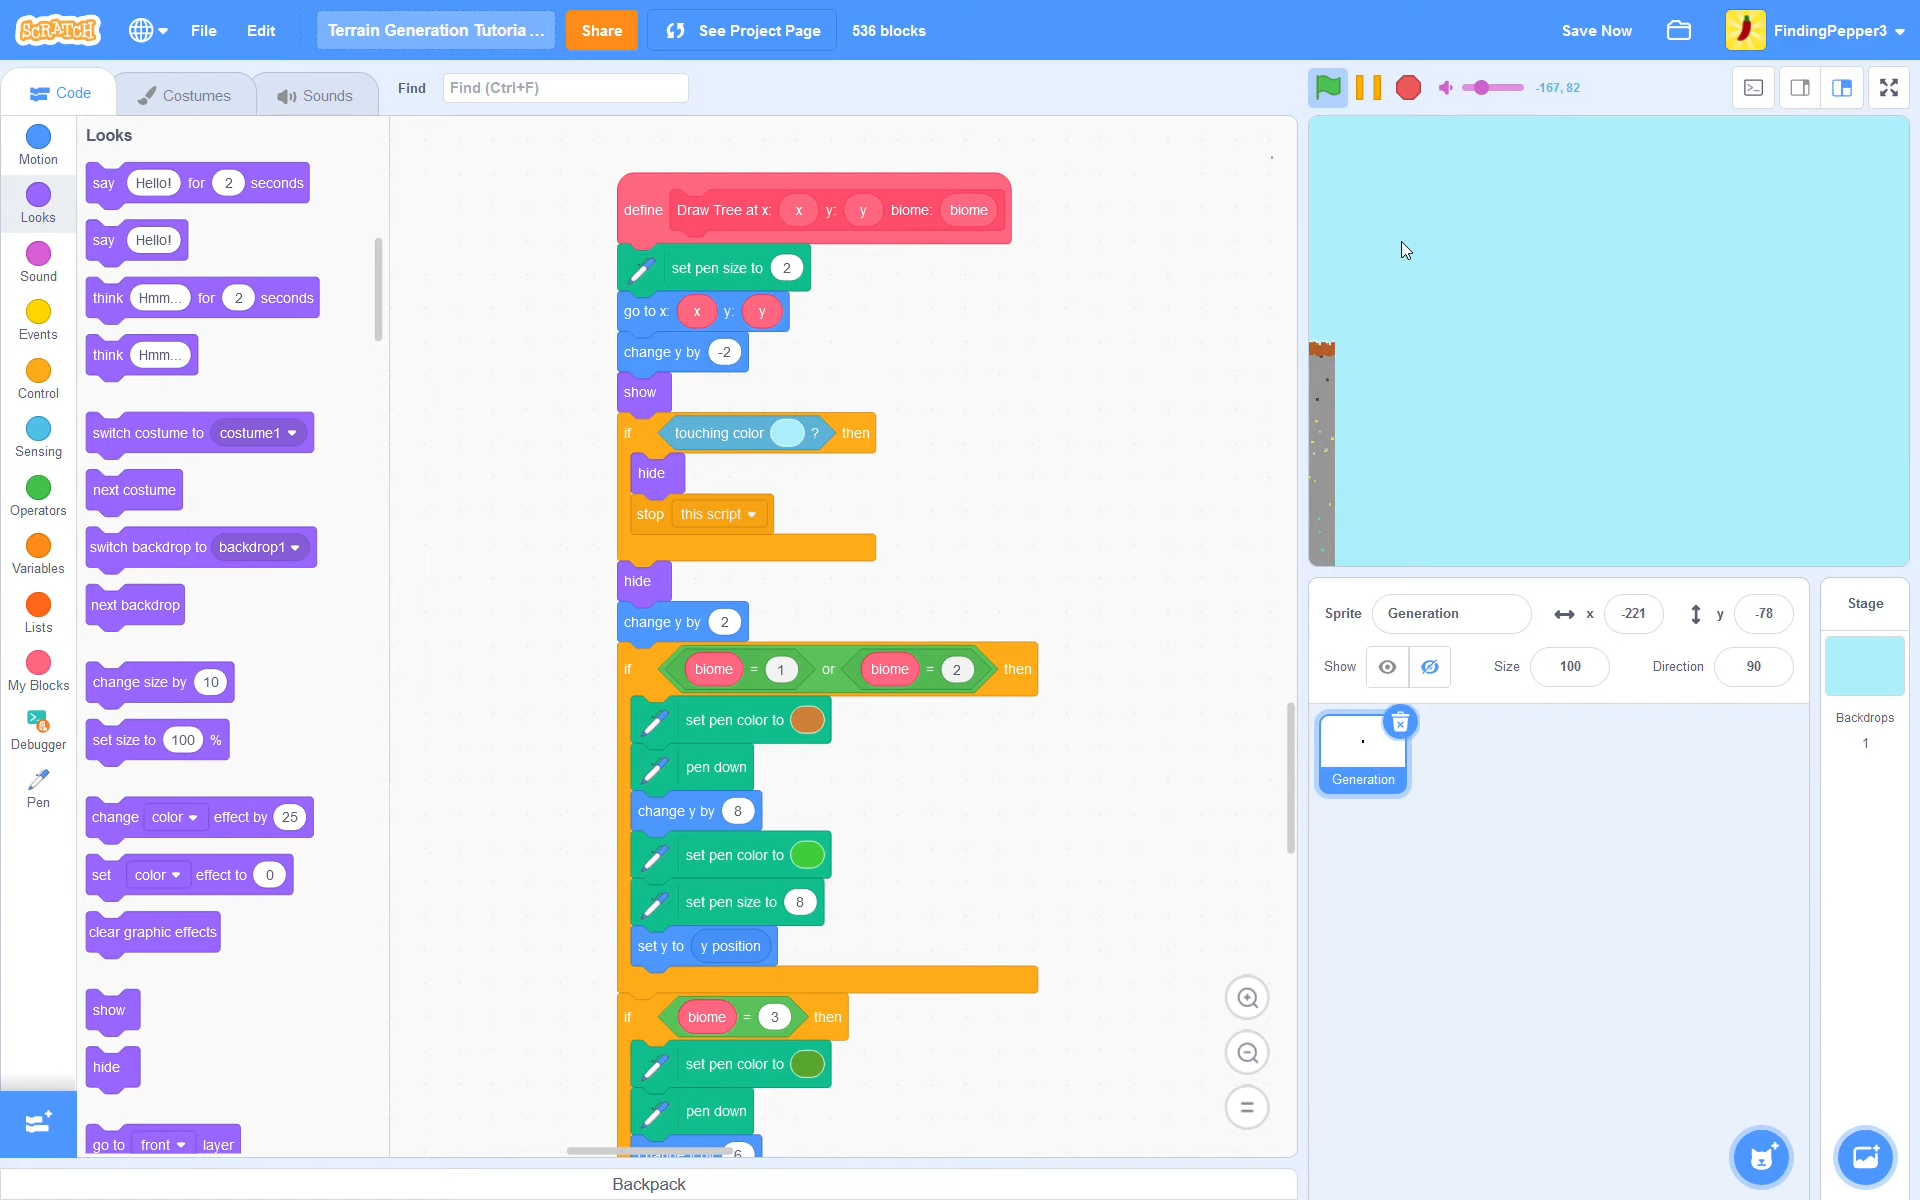 SCRATCH
File
Edit
Terrain Generation Tutoria ...
Share
See Project Page
536 blocks
Save Now
FindingPepper3
Code
Costumes
Sounds
Find
Find (Ctrl+F)
-167, 82
Motion
Looks
Sound
Events
Control
Sensing
Operators
Variables
Lists
My Blocks
Debugger
Pen
Looks
say Hello! for 2 seconds
say Hello!
think Hmm... for 2 seconds
think Hmm...
switch costume to costume1
next costume
switch backdrop to backdrop1
next backdrop
change size by 10
set size to 100 %
change color effect by 25
set color effect to 0
clear graphic effects
show
hide
go to front layer
define Draw Tree at x: x y: y biome: biome
set pen size to 2
go to x: x y: y
change y by -2
show
if touching color ? then
hide
stop this script
hide
change y by 2
if biome = 1 or biome = 2 then
set pen color to
pen down
change y by 8
set pen color to
set pen size to 8
set y to y position
if biome = 3 then
set pen color to
pen down
change y by 6
Backpack
Sprite Generation x -221 y -78
Show Size 100 Direction 90
Generation
Stage
Backdrops
1